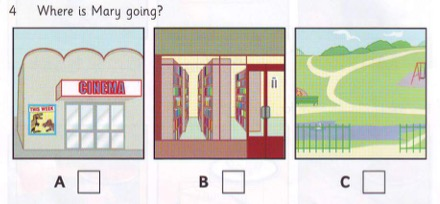 4 Where is Mary going?
CINEMA
THIS WEEK
A B C